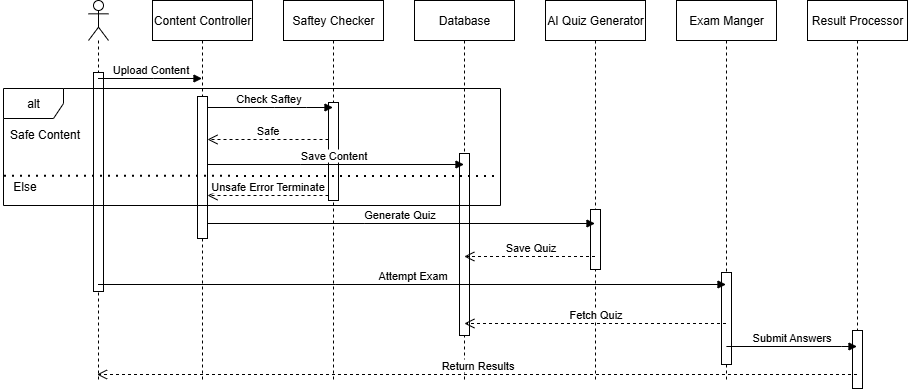 Content Controller
Saftey Checker
Database
AI Quiz Generator
Exam Manger
Result Processor
Upload Content
alt
Check Saftey
Safe Content
Safe
Save Content
Else
Unsafe Error Terminate
Generate Quiz
Save Quiz
Attempt Exam
Fetch Quiz
Submit Answers
Return Results